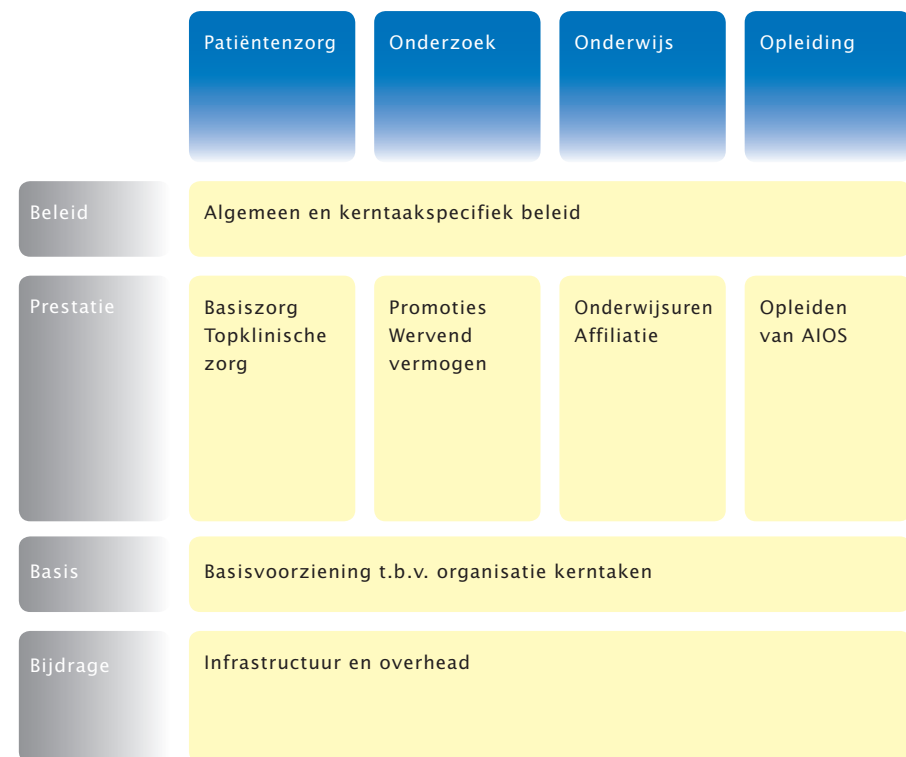 Patiëntenzorg
Onderzoek
Onderwijs
Opleiding
Beleid
Algemeen en kerntaakspecifiek beleid
Prestatie
Basiszorg
Topklinische
zorg
Promoties
Wervend
vermogen
Onderwijsuren
Affiliatie
Opleiden
van AIOS
Basis
Basisvoorziening t.b.v. organisatie kerntaken
Bijdrage
Infrastructuur en overhead